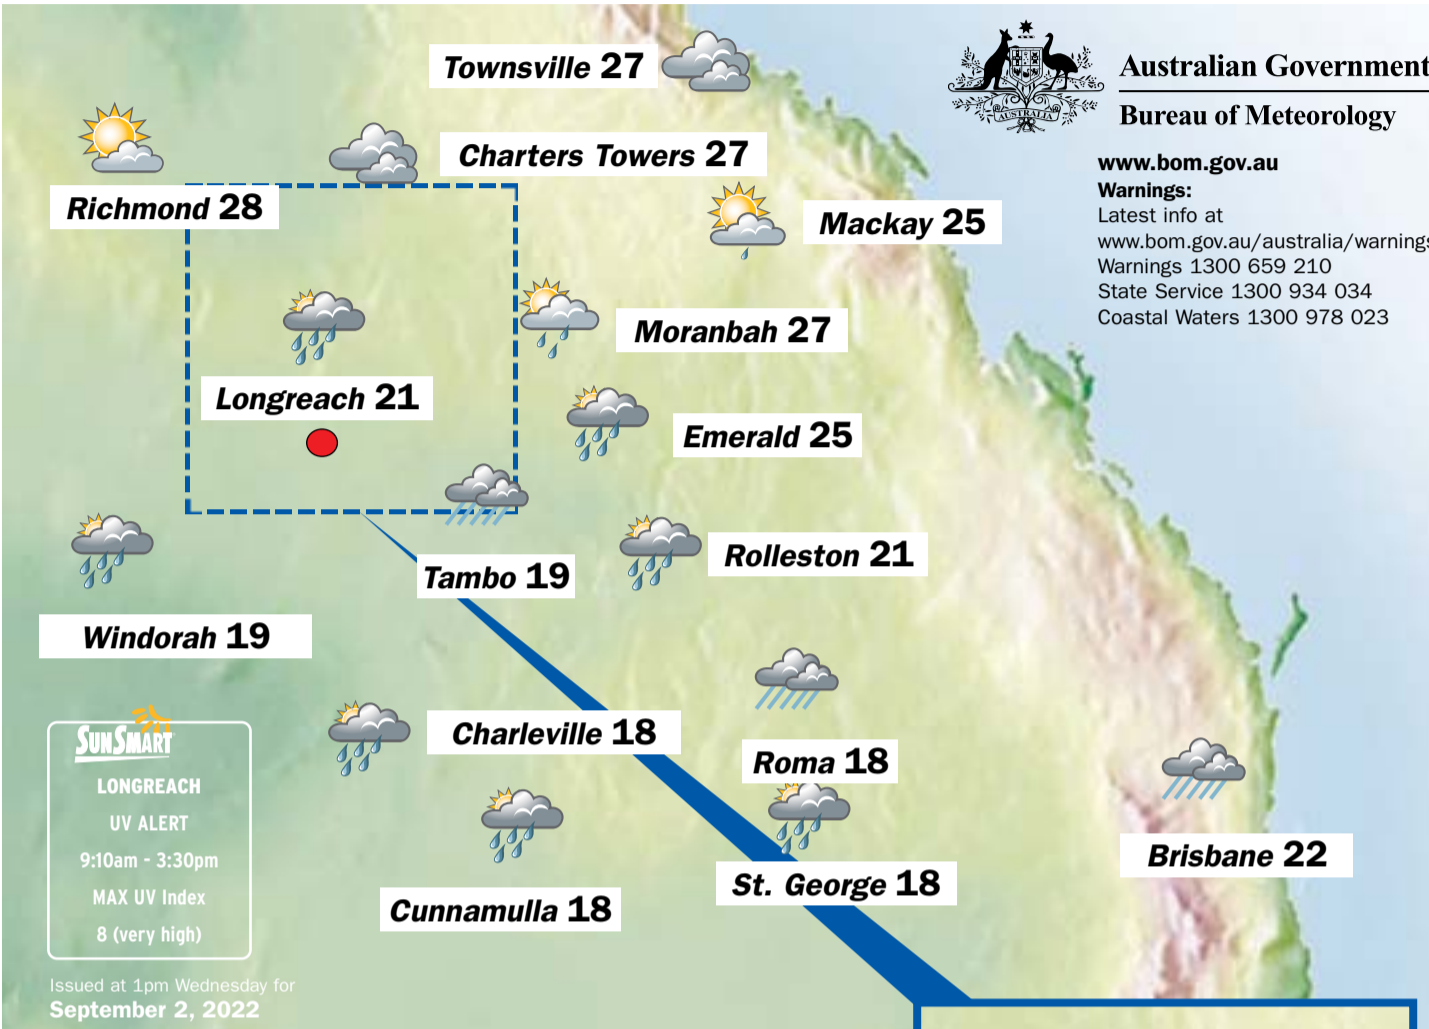 Townsville 27
Charters Towers 27
Richmond 28
Mackay 25
Moranbah 27
Longreach 21
Emerald 25
Rolleston 21
Tambo 19
Windorah 19
Charleville 18
Roma 18
Brisbane 22
St. George 18
Cunnamulla 18
AUSTRALIA
Australian Government
Bureau of Meteorology
www.bom.gov.au
Warnings:
Latest info at
www.bom.gov.au/australia/warnings
Warnings 1300 659 210
State Service 1300 934 034
Coastal Waters 1300 978 023
SUNSMART
LONGREACH
UV ALERT
9:10am - 3:30pm
MAX UV Index
8 (very high)
Issued at 1pm Wednesday for
September 2, 2022